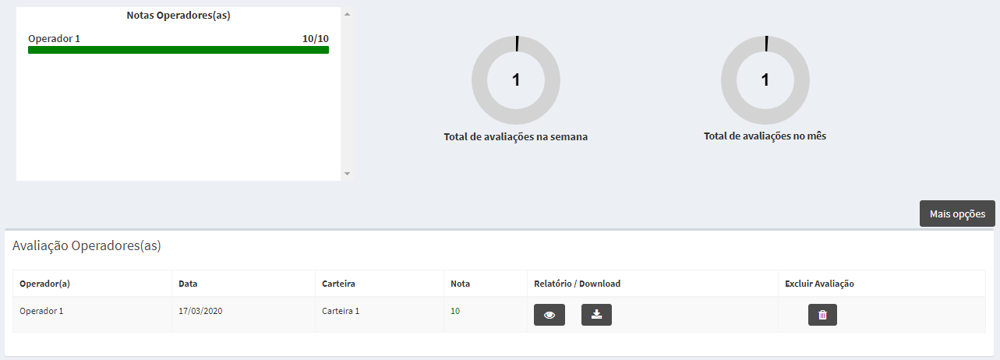 Notas Operadores(as)
Operador 1 10/10
1
Total de avaliações na semana
1
Total de avaliações no mês
Mais opções
Avaliação Operadores(as)
Operador(a) Data Carteira Nota Relatório / Download Excluir Avaliação
Operador 1 17/03/2020 Carteira 1 10